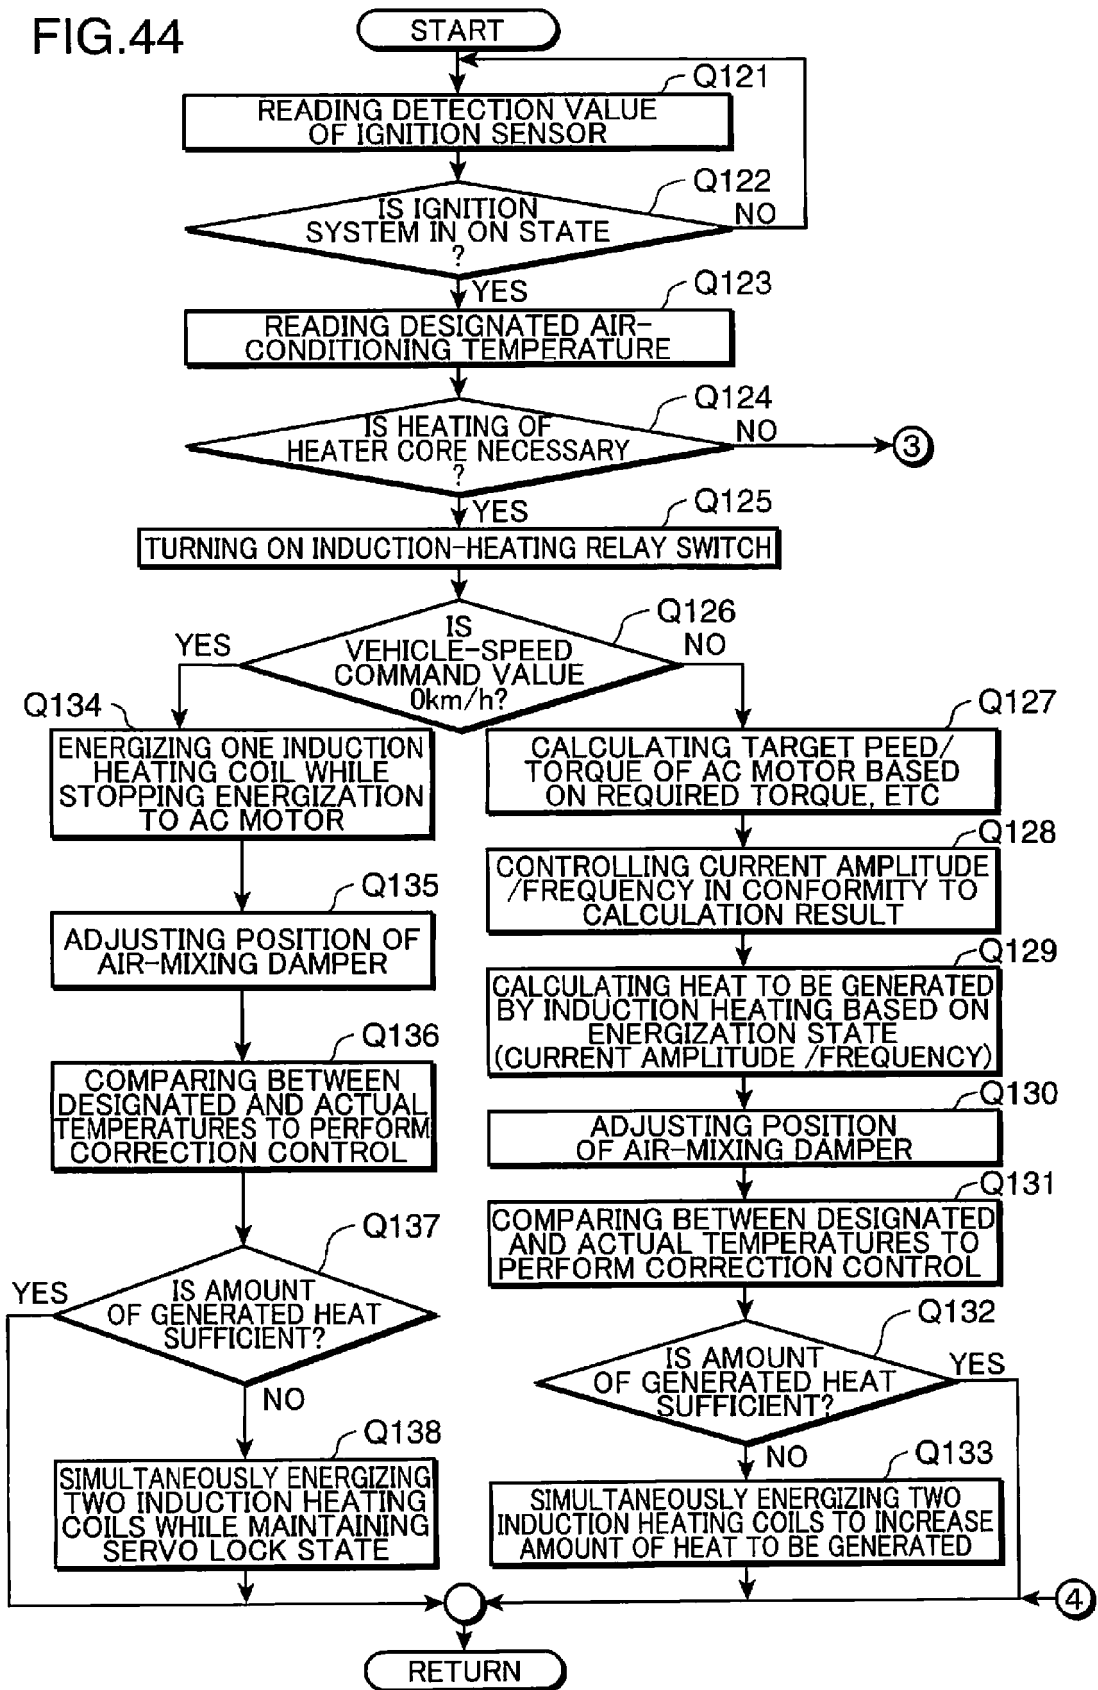 FIG.44
START
Q121
READING DETECTION VALUE
OF IGNITION SENSOR
Q122
IS IGNITION
SYSTEM IN ON STATE
?
NO
YES
Q123
READING DESIGNATED AIR-
CONDITIONING TEMPERATURE
Q124
IS HEATING OF
HEATER CORE NECESSARY
?
NO
3
YES
Q125
TURNING ON INDUCTION-HEATING RELAY SWITCH
Q126
IS
VEHICLE-SPEED
COMMAND VALUE
0km/h?
YES
NO
Q134
ENERGIZING ONE INDUCTION
HEATING COIL WHILE
STOPPING ENERGIZATION
TO AC MOTOR
Q135
ADJUSTING POSITION OF
AIR-MIXING DAMPER
Q136
COMPARING BETWEEN
DESIGNATED AND ACTUAL
TEMPERATURES TO PERFORM
CORRECTION CONTROL
Q137
YES
IS AMOUNT
OF GENERATED HEAT
SUFFICIENT?
NO
Q138
SIMULTANEOUSLY ENERGIZING
TWO INDUCTION HEATING
COILS WHILE MAINTAINING
SERVO LOCK STATE
Q127
CALCULATING TARGET PEED/
TORQUE OF AC MOTOR BASED
ON REQUIRED TORQUE, ETC
Q128
CONTROLLING CURRENT AMPLITUDE
/FREQUENCY IN CONFORMITY TO
CALCULATION RESULT
Q129
CALCULATING HEAT TO BE GENERATED
BY INDUCTION HEATING BASED ON
ENERGIZATION STATE
(CURRENT AMPLITUDE /FREQUENCY)
Q130
ADJUSTING POSITION
OF AIR-MIXING DAMPER
Q131
COMPARING BETWEEN DESIGNATED
AND ACTUAL TEMPERATURES TO
PERFORM CORRECTION CONTROL
Q132
IS AMOUNT
OF GENERATED HEAT
SUFFICIENT?
YES
NO
Q133
SIMULTANEOUSLY ENERGIZING TWO
INDUCTION HEATING COILS TO INCREASE
AMOUNT OF HEAT TO BE GENERATED
4
RETURN